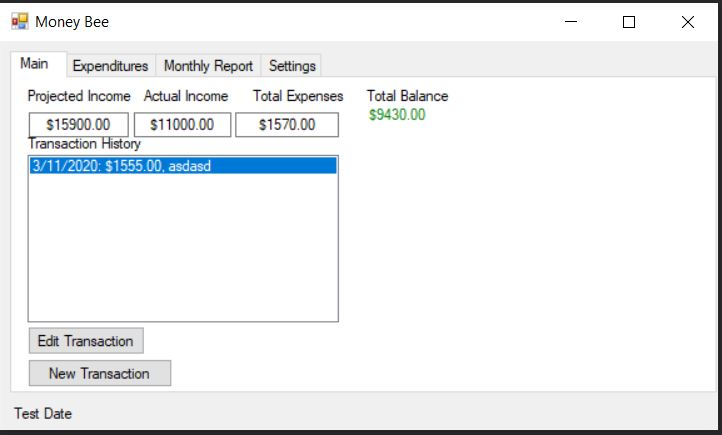 Money Bee
Main Expenditures Monthly Report Settings
Projected Income Actual Income Total Expenses Total Balance
$15900.00 $11000.00 $1570.00 $9430.00
Transaction History
3/11/2020: $1555.00, asdasd
Edit Transaction
New Transaction
Test Date